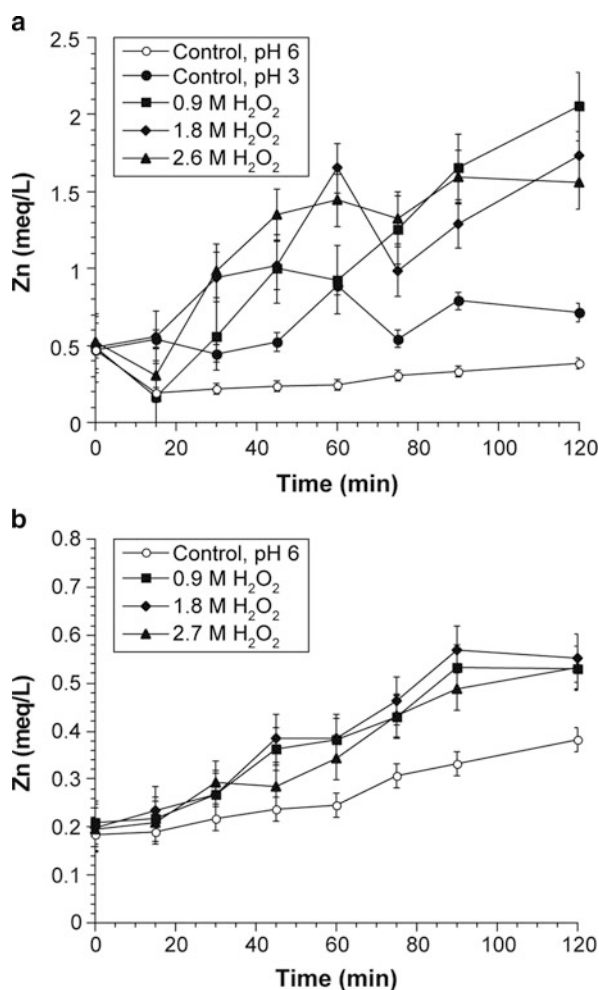 a
2.5
2
1.5
1
0.5
0
Zn (meq/L)
Control, pH 6
Control, pH 3
0.9 M H₂O₂
1.8 M H₂O₂
2.6 M H₂O₂
0 20 40 60 80 100 120
Time (min)
b
0.8
0.7
0.6
0.5
0.4
0.3
0.2
0.1
0
Zn (meq/L)
Control, pH 6
0.9 M H₂O₂
1.8 M H₂O₂
2.7 M H₂O₂
0 20 40 60 80 100 120
Time (min)